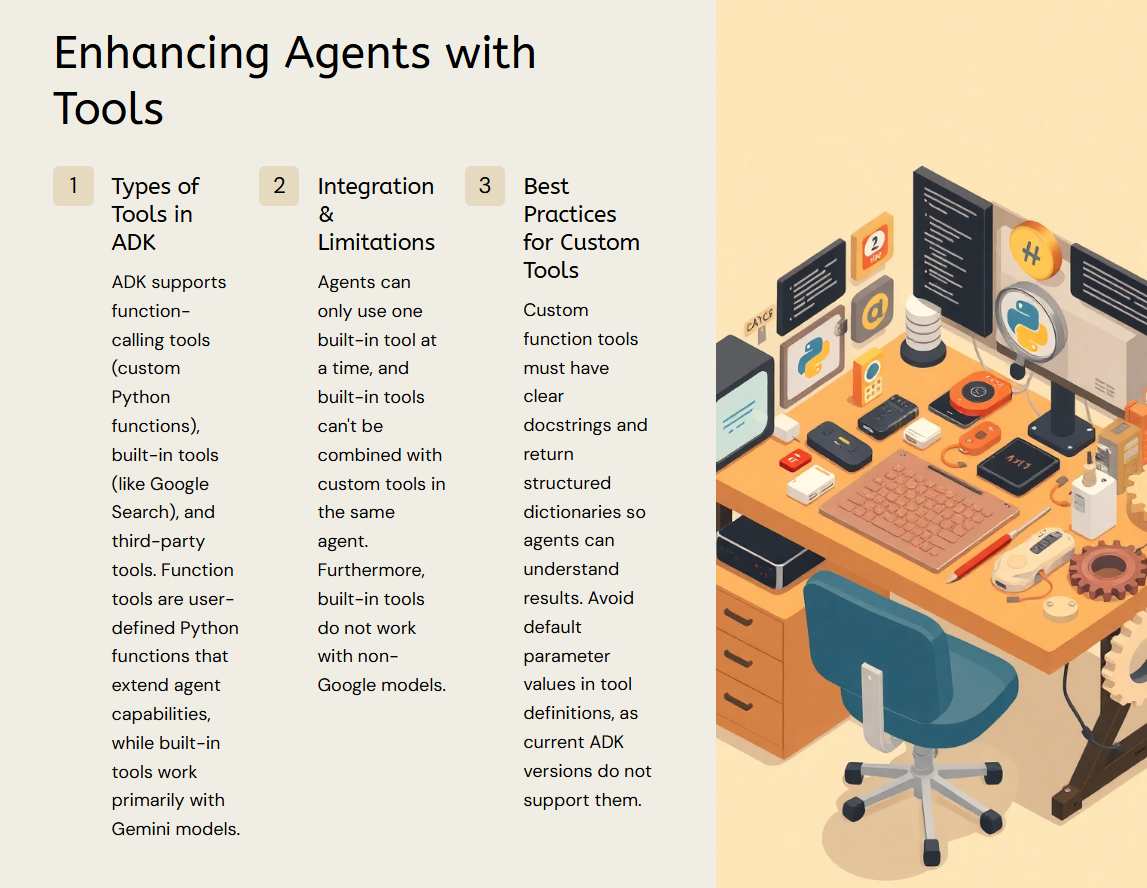 Enhancing Agents with
Tools
1
Types of
Tools in
ADK
ADK supports
function-
calling tools
(custom
Python
functions),
built-in tools
(like Google
Search), and
third-party
tools. Function
tools are user-
defined Python
functions that
extend agent
capabilities,
while built-in
tools work
primarily with
Gemini models.
2
Integration
&
Limitations
Agents can
only use one
built-in tool at
a time, and
built-in tools
can't be
combined with
custom tools in
the same
agent.
Furthermore,
built-in tools
do not work
with non-
Google models.
3
Best
Practices
for Custom
Tools
Custom
function tools
must have
clear
docstrings and
return
structured
dictionaries so
agents can
understand
results. Avoid
default
parameter
values in tool
definitions, as
current ADK
versions do not
support them.
2
#
@